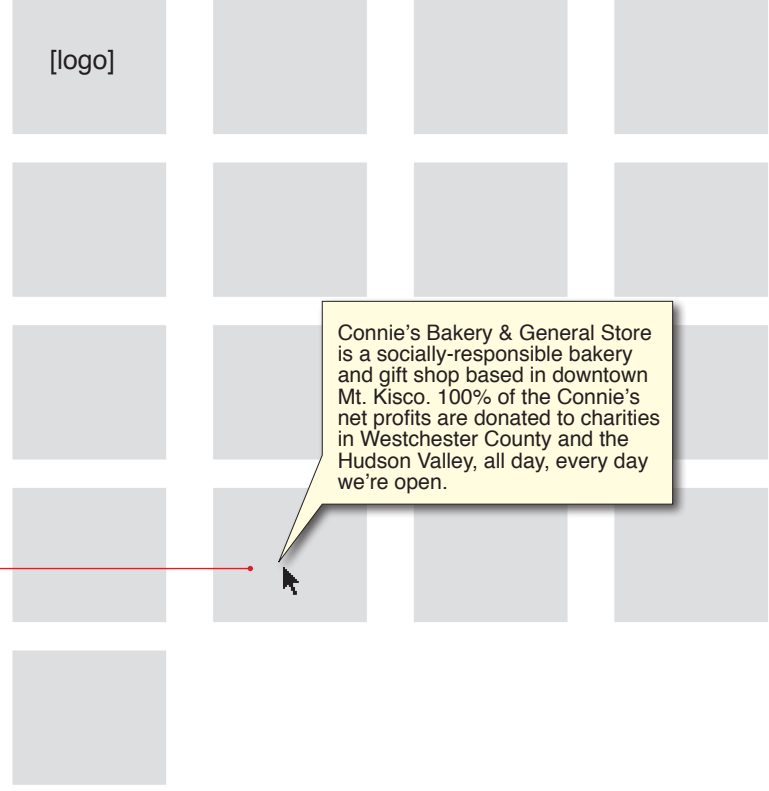 [logo]
Connie’s Bakery & General Store
is a socially-responsible bakery
and gift shop based in downtown
Mt. Kisco. 100% of the Connie’s
net profits are donated to charities
in Westchester County and the
Hudson Valley, all day, every day
we’re open.